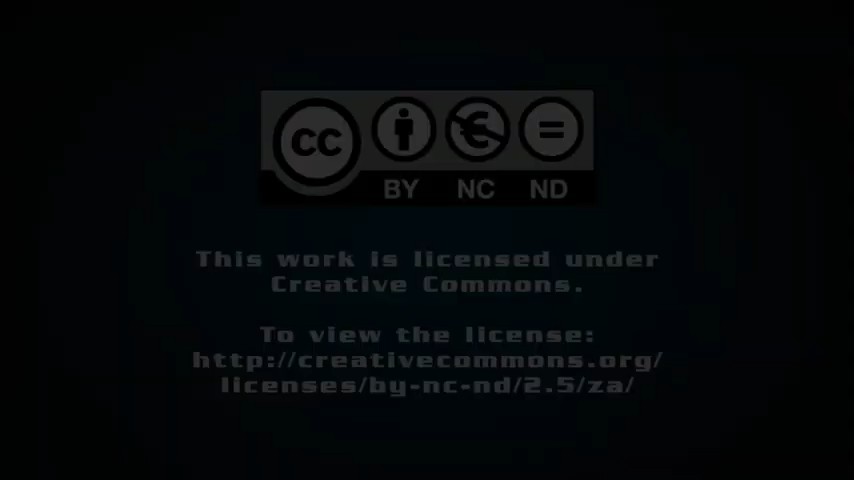 CC
BY NC ND
This work is licensed under
Creative Commons.
To view the license:
http://creativecommons.org/
licenses/by-nc-nd/2.5/za/